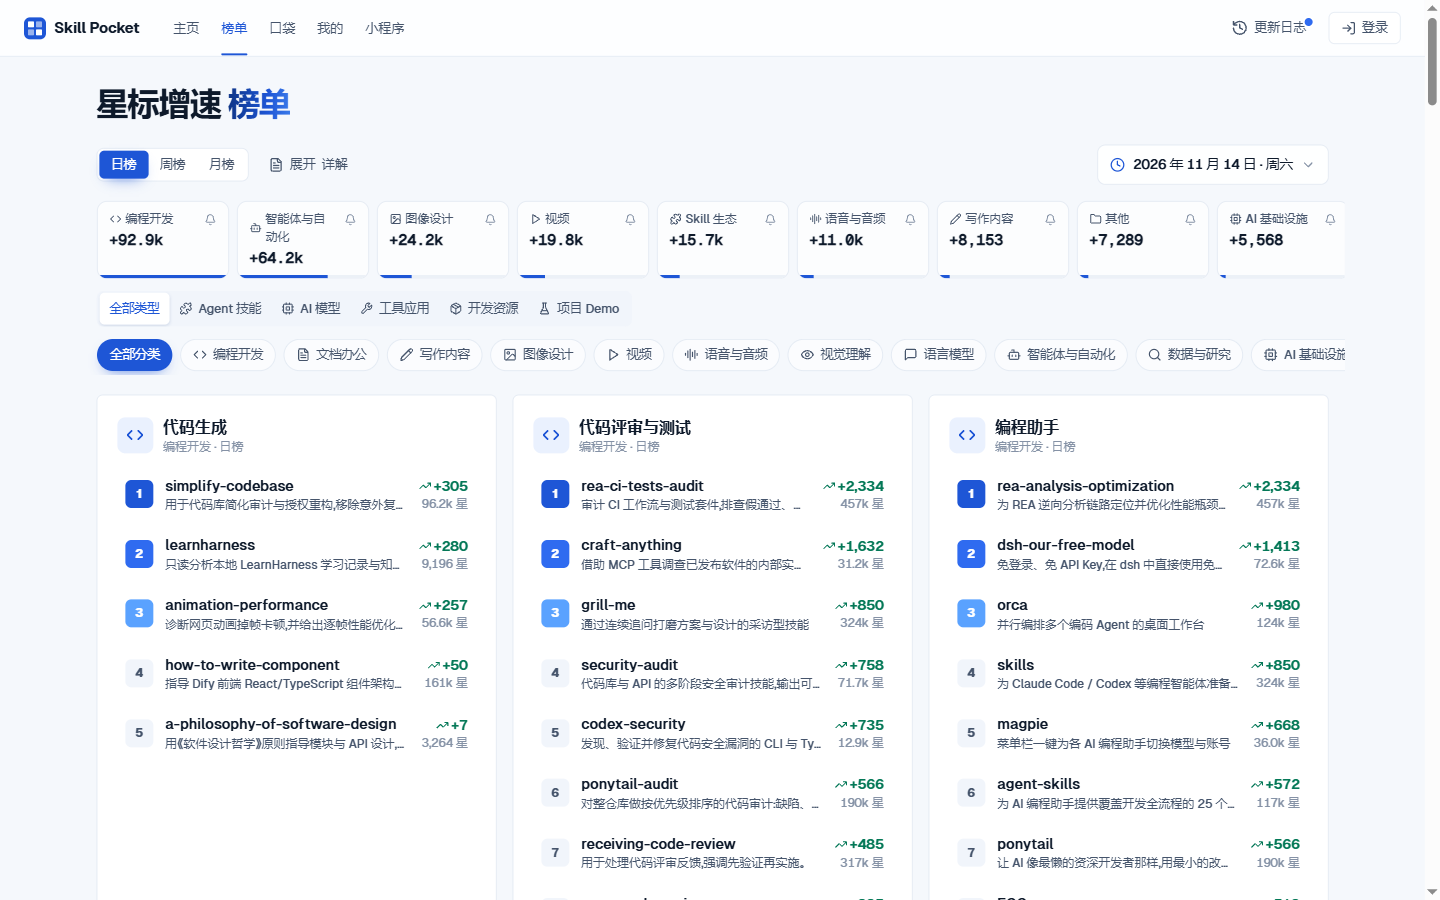 Skill Pocket
主页
榜单
口袋
我的
小程序
更新日志
登录
星标增速 榜单
日榜
周榜
月榜
展开 详解
2026 年 11 月 14 日 · 周六
编程开发
+92.9k
智能体与自
动化
+64.2k
图像设计
+24.2k
视频
+19.8k
Skill 生态
+15.7k
语音与音频
+11.0k
写作内容
+8,153
其他
+7,289
AI 基础设施
+5,568
全部类型
Agent 技能
AI 模型
工具应用
开发资源
项目 Demo
全部分类
编程开发
文档办公
写作内容
图像设计
视频
语音与音频
视觉理解
语言模型
智能体与自动化
数据与研究
AI 基础设施
代码生成
编程开发 · 日榜
1
simplify-codebase
+305
用于代码库简化审计与授权重构,移除意外复...
96.2k 星
2
learnharness
+280
只读分析本地 LearnHarness 学习记录与知...
9,196 星
3
animation-performance
+257
诊断网页动画掉帧卡顿,并给出逐帧性能优化...
56.6k 星
4
how-to-write-component
+50
指导 Dify 前端 React/TypeScript 组件架构...
161k 星
5
a-philosophy-of-software-design
+7
用《软件设计哲学》原则指导模块与 API 设计,...
3,264 星
代码评审与测试
编程开发 · 日榜
1
rea-ci-tests-audit
+2,334
审计 CI 工作流与测试套件,排查假通过、...
457k 星
2
craft-anything
+1,632
借助 MCP 工具调查已发布软件的内部实...
31.2k 星
3
grill-me
+850
通过连续追问打磨方案与设计的采访型技能
324k 星
4
security-audit
+758
代码库与 API 的多阶段安全审计技能,输出可...
71.7k 星
5
codex-security
+735
发现、验证并修复代码安全漏洞的 CLI 与 Ty...
12.9k 星
6
ponytail-audit
+566
对整仓库做按优先级排序的代码审计:缺陷、...
190k 星
7
receiving-code-review
+485
用于处理代码评审反馈,强调先验证再实施。
317k 星
编程助手
编程开发 · 日榜
1
rea-analysis-optimization
+2,334
为 REA 逆向分析链路定位并优化性能瓶颈...
457k 星
2
dsh-our-free-model
+1,413
免登录、免 API Key,在 dsh 中直接使用免...
72.6k 星
3
orca
+980
并行编排多个编码 Agent 的桌面工作台
124k 星
4
skills
+850
为 Claude Code / Codex 等编程智能体准备...
324k 星
5
magpie
+668
菜单栏一键为各 AI 编程助手切换模型与账号
36.0k 星
6
agent-skills
+572
为 AI 编程助手提供覆盖开发全流程的 25 个...
117k 星
7
ponytail
+566
让 AI 像最懒的资深开发者那样,用最小的改...
190k 星